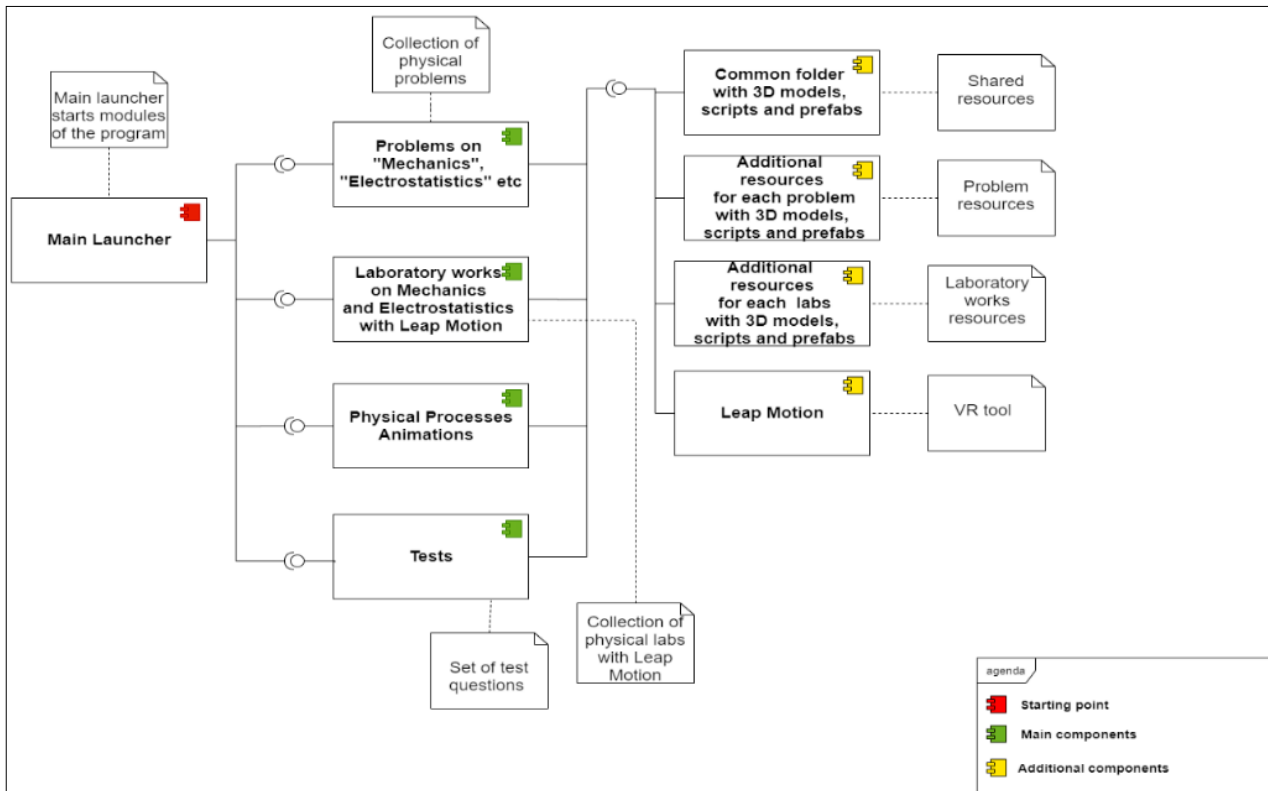 Main launcher
starts modules
of the program
Main Launcher
Collection of
physical
problems
Problems on
"Mechanics",
"Electrostatistics" etc
Laboratory works
on Mechanics
and Electrostatistics
with Leap Motion
Physical Processes
Animations
Tests
Set of test
questions
Collection of
physical labs
with Leap
Motion
Common folder
with 3D models,
scripts and prefabs
Shared
resources
Additional
resources
for each problem
with 3D models,
scripts and prefabs
Problem
resources
Additional
resources
for each labs
with 3D models,
scripts and prefabs
Laboratory
works
resources
Leap Motion
VR tool
agenda
Starting point
Main components
Additional components